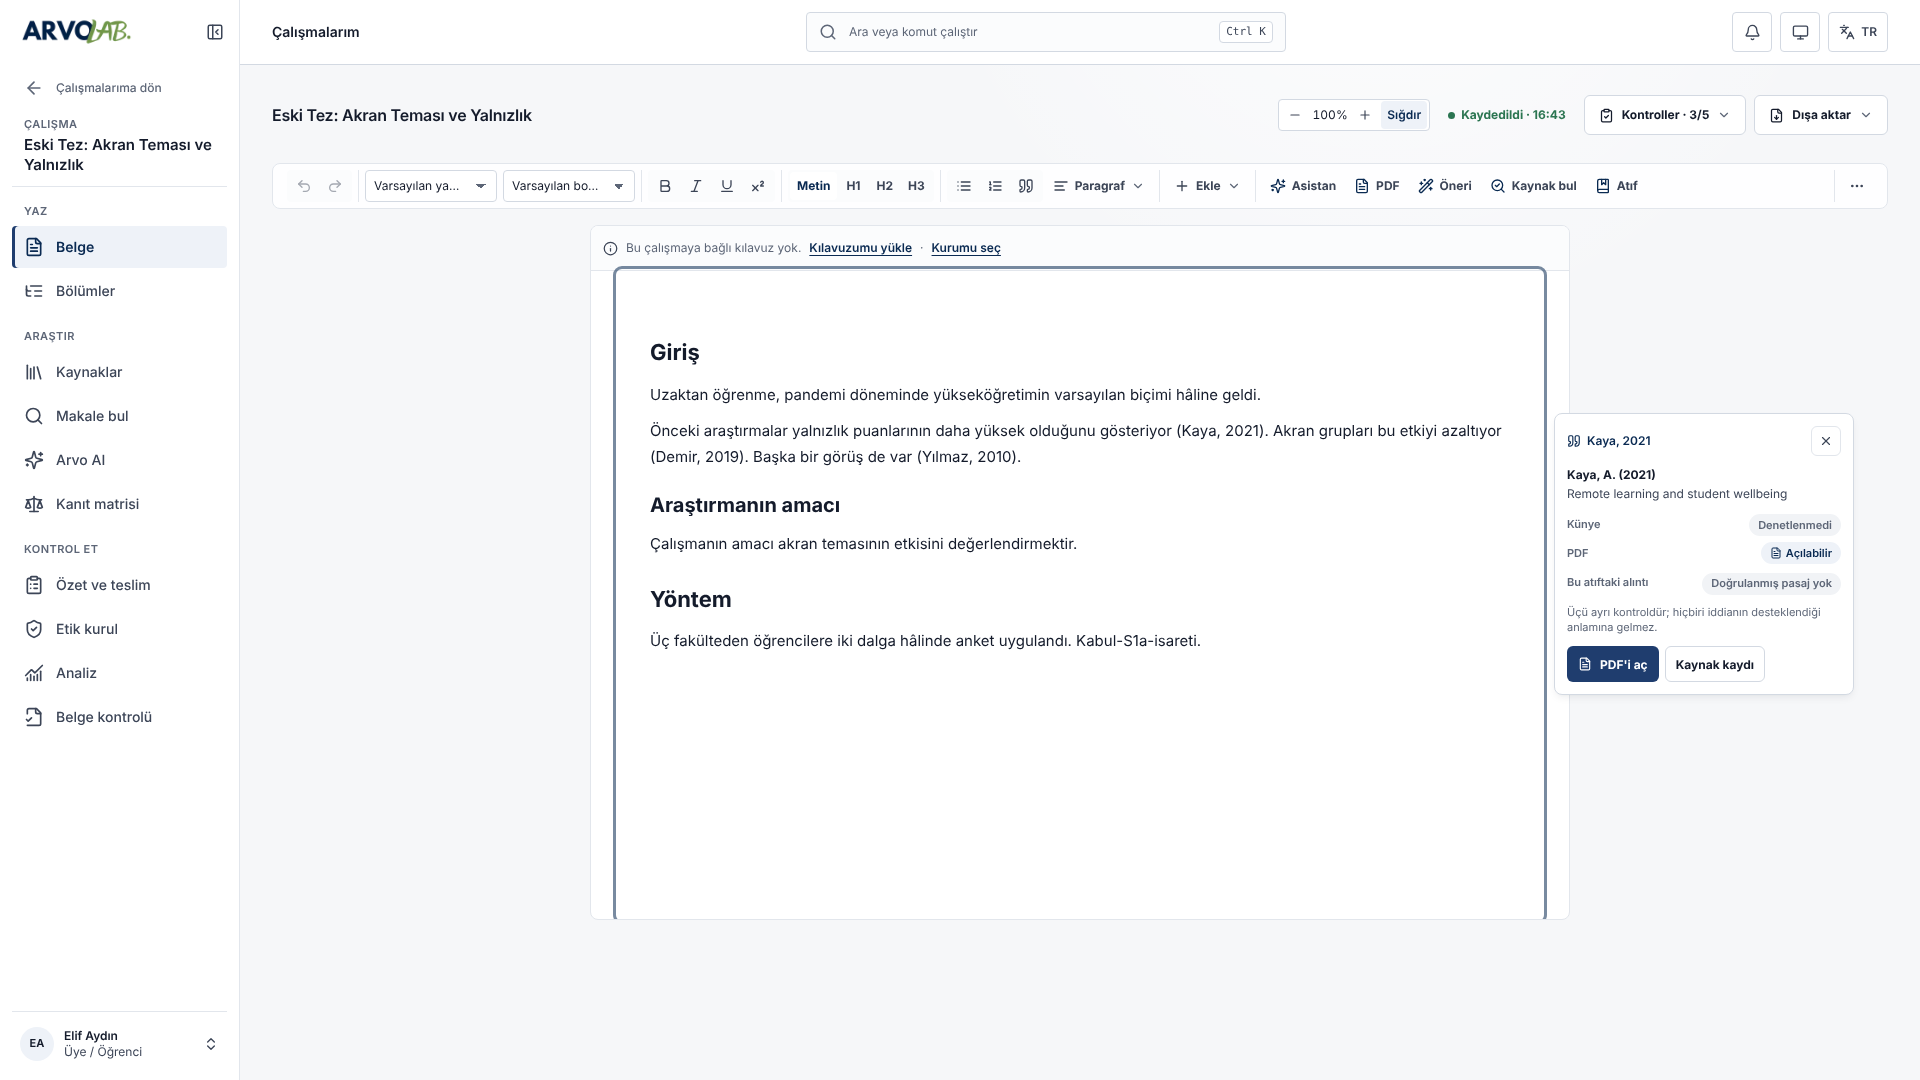 ARVOLAB.
Çalışmalarım
Ara veya komut çalıştır
Ctrl K
TR
Çalışmalarıma dön
ÇALIŞMA
Eski Tez: Akran Teması ve
Yalnızlık
YAZ
Belge
Bölümler
ARAŞTIR
Kaynaklar
Makale bul
Arvo AI
Kanıt matrisi
KONTROL ET
Özet ve teslim
Etik kurul
Analiz
Belge kontrolü
EA
Elif Aydın
Üye / Öğrenci
Eski Tez: Akran Teması ve Yalnızlık
100%
Sığdır
Kaydedildi · 16:43
Kontroller · 3/5
Dışa aktar
Varsayılan ya...
Varsayılan bo...
B I U x²
Metin H1 H2 H3
Paragraf
Ekle
Asistan
PDF
Öneri
Kaynak bul
Atıf
Bu çalışmaya bağlı kılavuz yok. Kılavuzumu yükle · Kurumu seç
Giriş
Uzaktan öğrenme, pandemi döneminde yükseköğretimin varsayılan biçimi hâline geldi.
Önceki araştırmalar yalnızlık puanlarının daha yüksek olduğunu gösteriyor (Kaya, 2021). Akran grupları bu etkiyi azaltıyor
(Demir, 2019). Başka bir görüş de var (Yılmaz, 2010).
Araştırmanın amacı
Çalışmanın amacı akran temasının etkisini değerlendirmektir.
Yöntem
Üç fakülteden öğrencilere iki dalga hâlinde anket uygulandı. Kabul-S1a-isareti.
Kaya, 2021
Kaya, A. (2021)
Remote learning and student wellbeing
Künye
Denetlenmedi
PDF
Açılabilir
Bu atıftaki alıntı
Doğrulanmış pasaj yok
Üçü ayrı kontroldür; hiçbiri iddianın desteklendiği
anlamına gelmez.
PDF'i aç
Kaynak kaydı